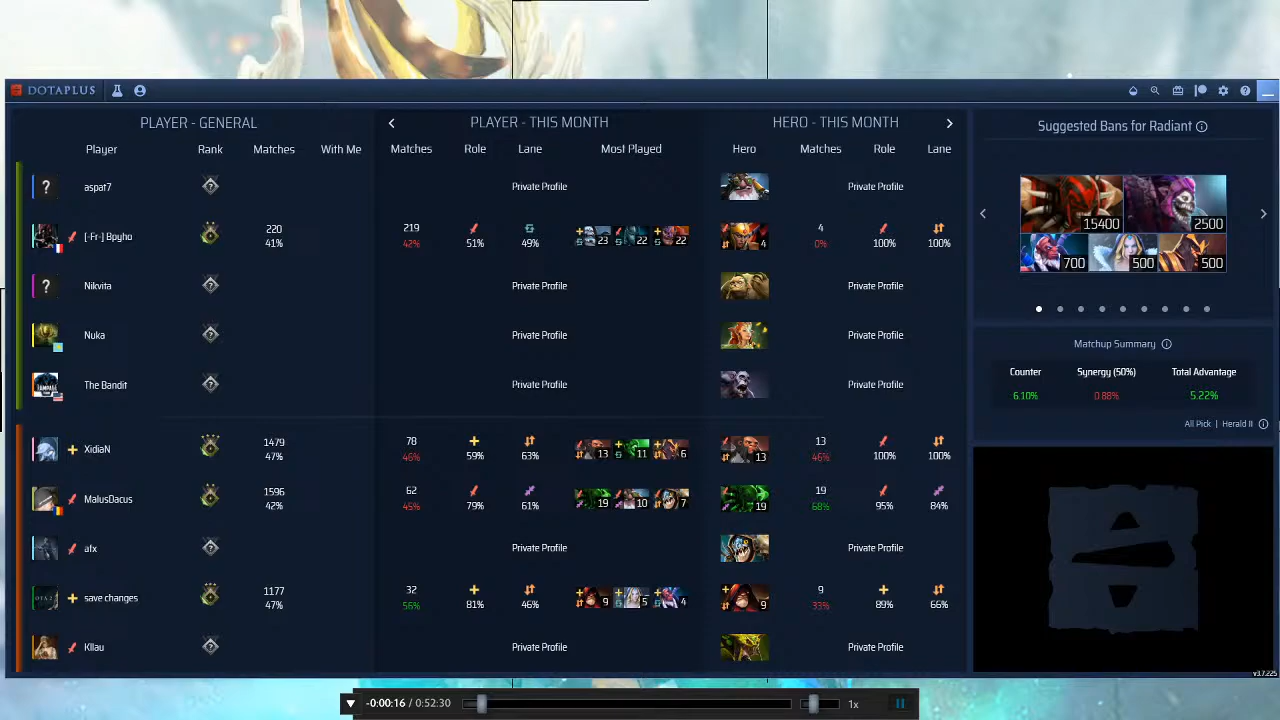 DOTAPLUS
PLAYER - GENERAL
PLAYER - THIS MONTH
HERO - THIS MONTH
Suggested Bans for Radiant
Player Rank Matches With Me Matches Role Lane Most Played Hero Matches Role Lane
? aspat7 ? Private Profile Private Profile
[-Fr-] Bpyho 220 41% 219 42% 51% 49% 23 22 22 4 4 0% 100% 100%
? Nikvita ? Private Profile Private Profile
Nuka ? Private Profile Private Profile
The Bandit ? Private Profile Private Profile
XidiaN 1479 47% 78 46% 59% 63% 13 11 6 13 13 46% 100% 100%
MalusDacus 1596 42% 62 45% 79% 61% 19 10 7 19 19 68% 95% 84%
afx ? Private Profile Private Profile
save changes 1177 47% 32 56% 81% 46% 9 5 4 9 9 33% 89% 66%
Kllau ? Private Profile Private Profile
15400 2500
700 500 500
Matchup Summary
Counter Synergy (50%) Total Advantage
6.10% 0.88% 5.22%
All Pick | Herald II
v3.7.225
-0:00:16 / 0:52:30 1x